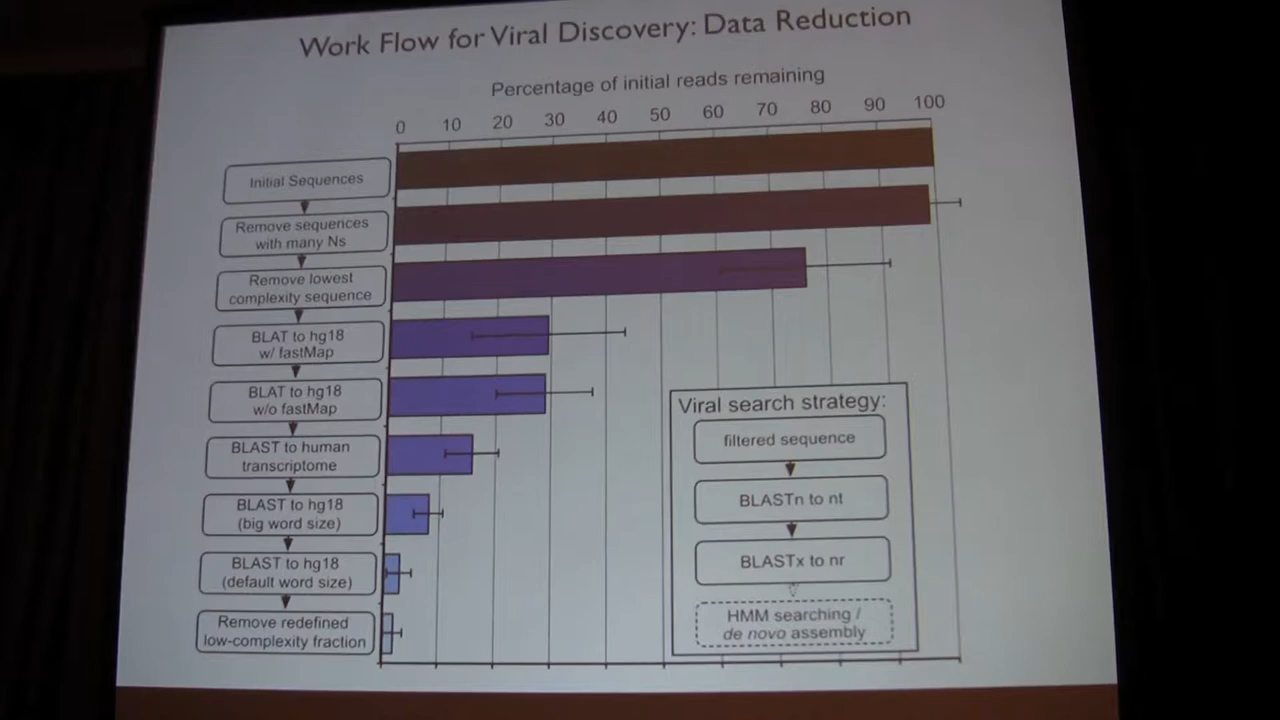 Work Flow for Viral Discovery: Data Reduction
Percentage of initial reads remaining
0 10 20 30 40 50 60 70 80 90 100
Initial Sequences
Remove sequences
with many Ns
Remove lowest
complexity sequence
BLAT to hg18
w/ fastMap
BLAT to hg18
w/o fastMap
BLAST to human
transcriptome
BLAST to hg18
(big word size)
BLAST to hg18
(default word size)
Remove redefined
low-complexity fraction
Viral search strategy:
filtered sequence
BLASTn to nt
BLASTx to nr
HMM searching /
de novo assembly